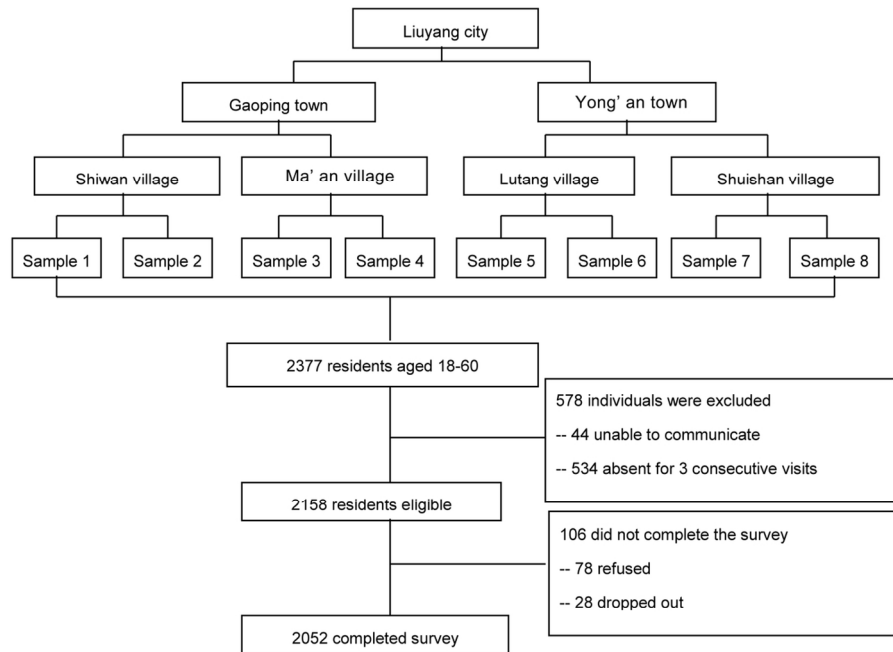 Liuyang city
Gaoping town
Yong’ an town
Shiwan village
Ma’ an village
Lutang village
Shuishan village
Sample 1
Sample 2
Sample 3
Sample 4
Sample 5
Sample 6
Sample 7
Sample 8
2377 residents aged 18-60
578 individuals were excluded
-- 44 unable to communicate
-- 534 absent for 3 consecutive visits
2158 residents eligible
106 did not complete the survey
-- 78 refused
-- 28 dropped out
2052 completed survey